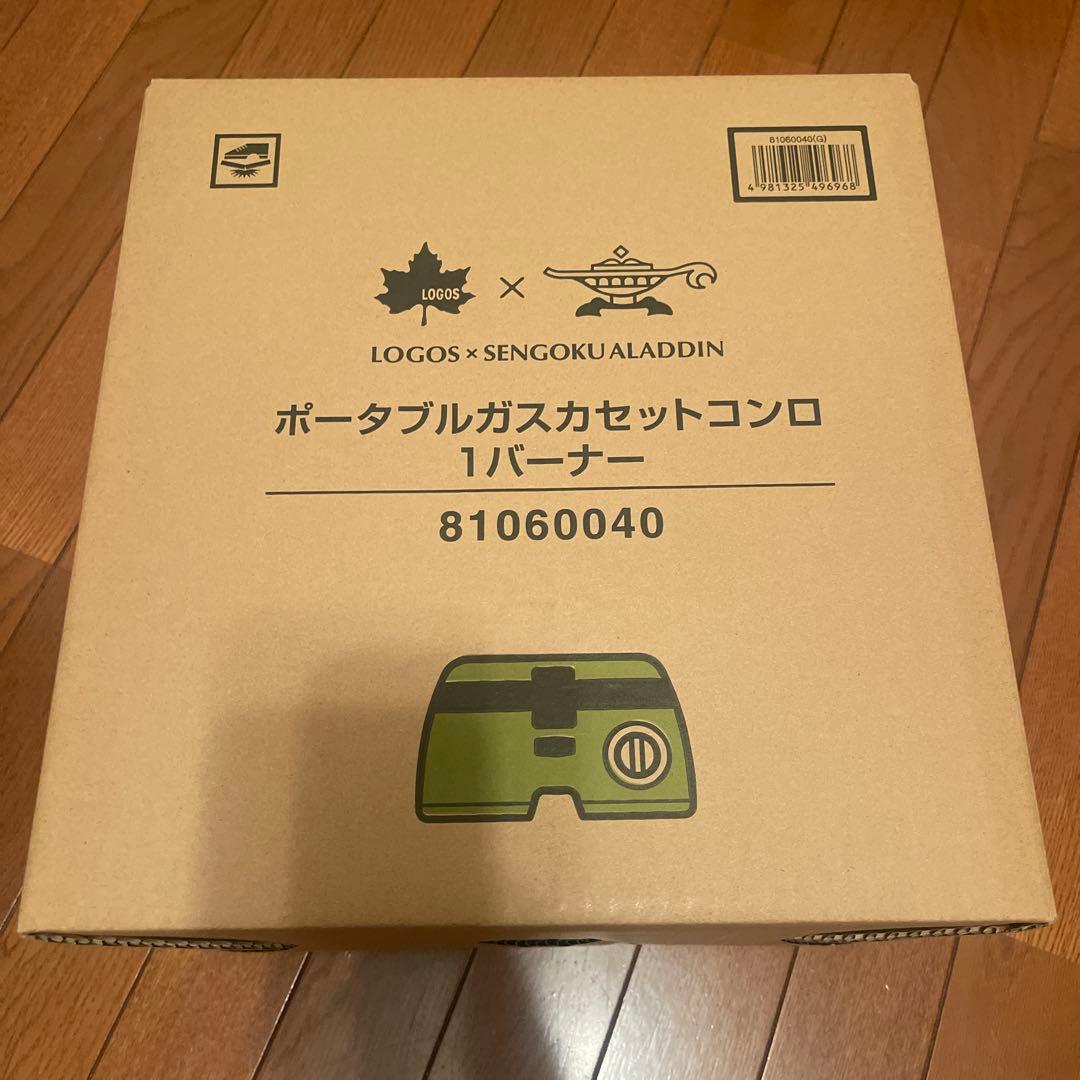 81060040(G)
4 981325 496968
LOGOS
×
LOGOS × SENGOKU ALADDIN
ポータブルガスカセットコンロ
1バーナー
81060040